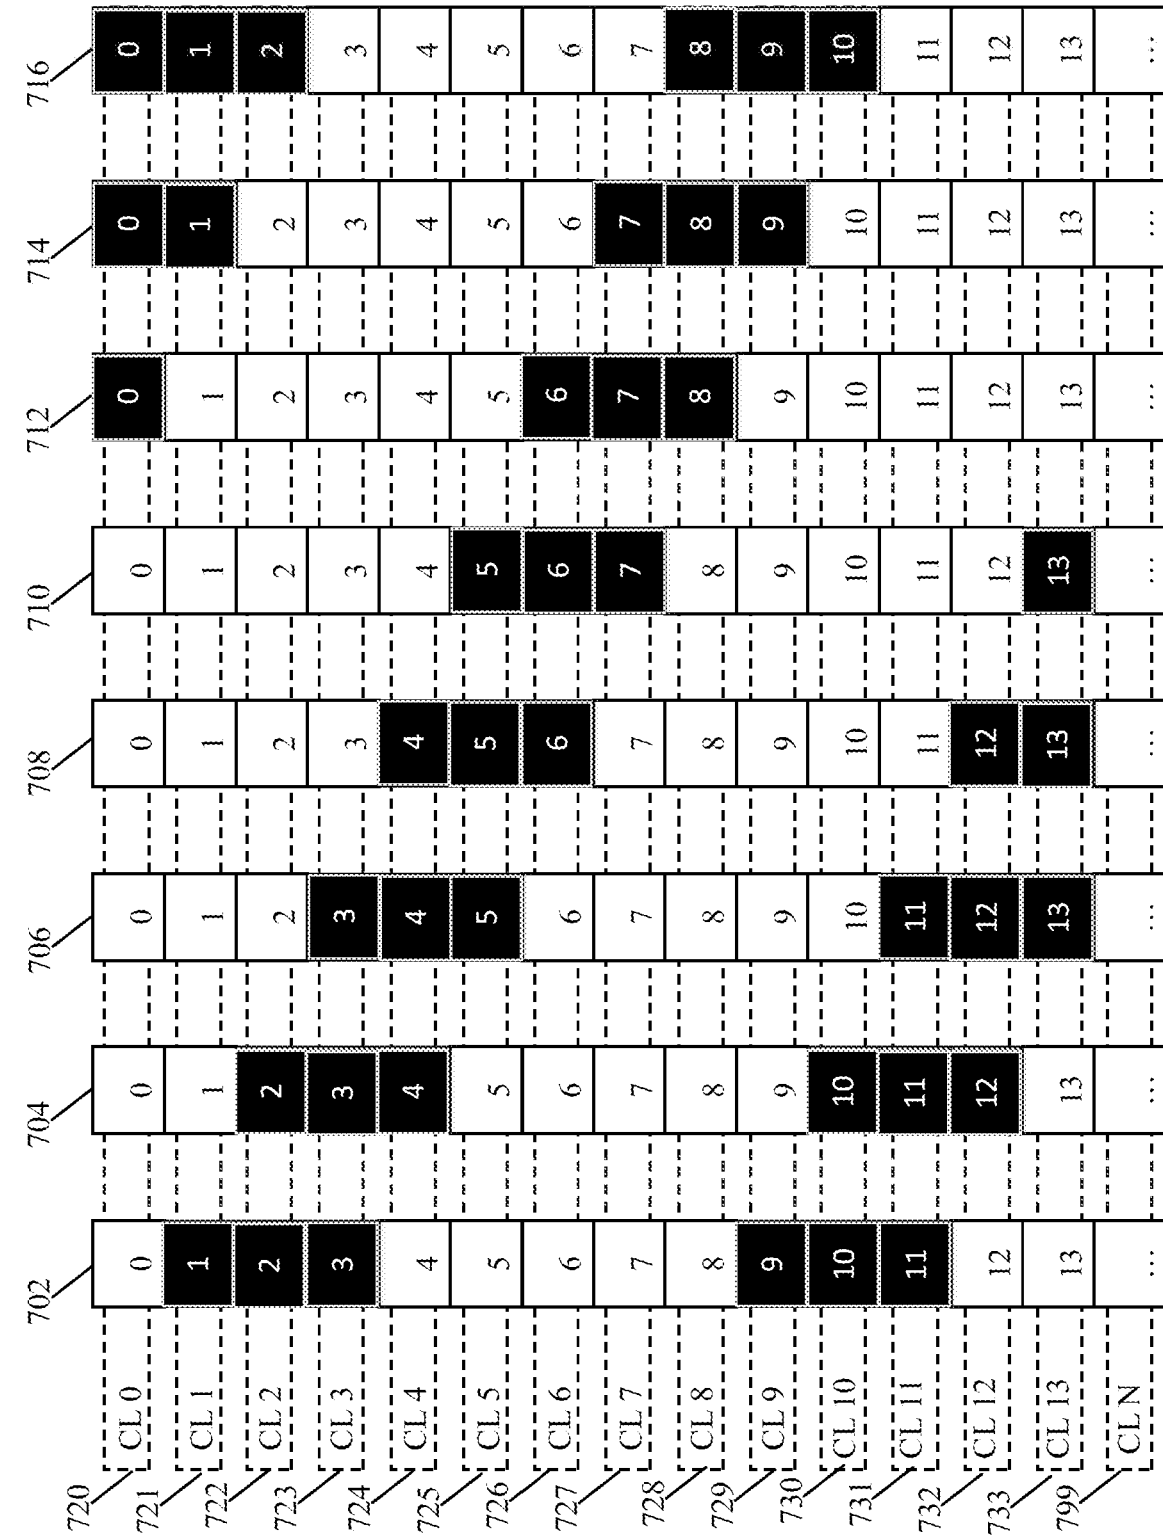 702 704 706 708 710 712 714 716
720 CL 0 0 0 0 0 0 0 0 0
721 CL 1 1 1 1 1 1 1 1 1
722 CL 2 2 2 2 2 2 2 2 2
723 CL 3 3 3 3 3 3 3 3 3
724 CL 4 4 4 4 4 4 4 4 4
725 CL 5 5 5 5 5 5 5 5 5
726 CL 6 6 6 6 6 6 6 6 6
727 CL 7 7 7 7 7 7 7 7 7
728 CL 8 8 8 8 8 8 8 8 8
729 CL 9 9 9 9 9 9 9 9 9
730 CL 10 10 10 10 10 10 10 10 10
731 CL 11 11 11 11 11 11 11 11 11
732 CL 12 12 12 12 12 12 12 12 12
733 CL 13 13 13 13 13 13 13 13 13
799 CL N ... ... ... ... ... ... ... ...